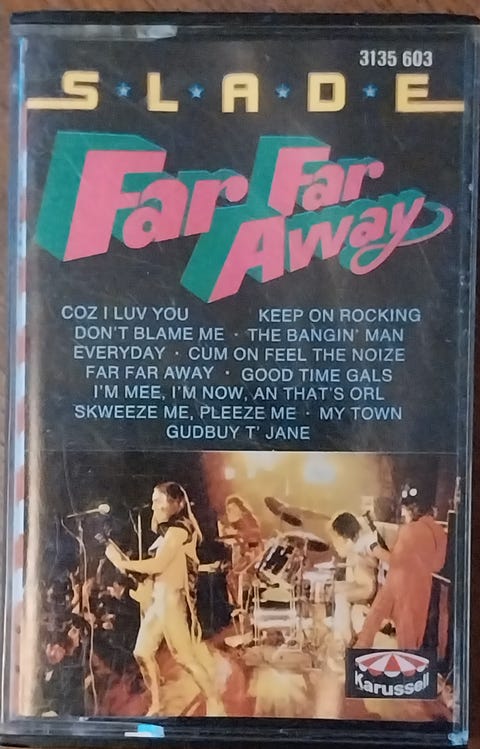 3135 603
S★L★A★D★E
Far Far Away
COZ I LUV YOU KEEP ON ROCKING
DON'T BLAME ME · THE BANGIN' MAN
EVERYDAY · CUM ON FEEL THE NOIZE
FAR FAR AWAY · GOOD TIME GALS
I'M MEE, I'M NOW, AN THAT'S ORL
SKWEEZE ME, PLEEZE ME · MY TOWN
GUDBUY T' JANE
Karussell